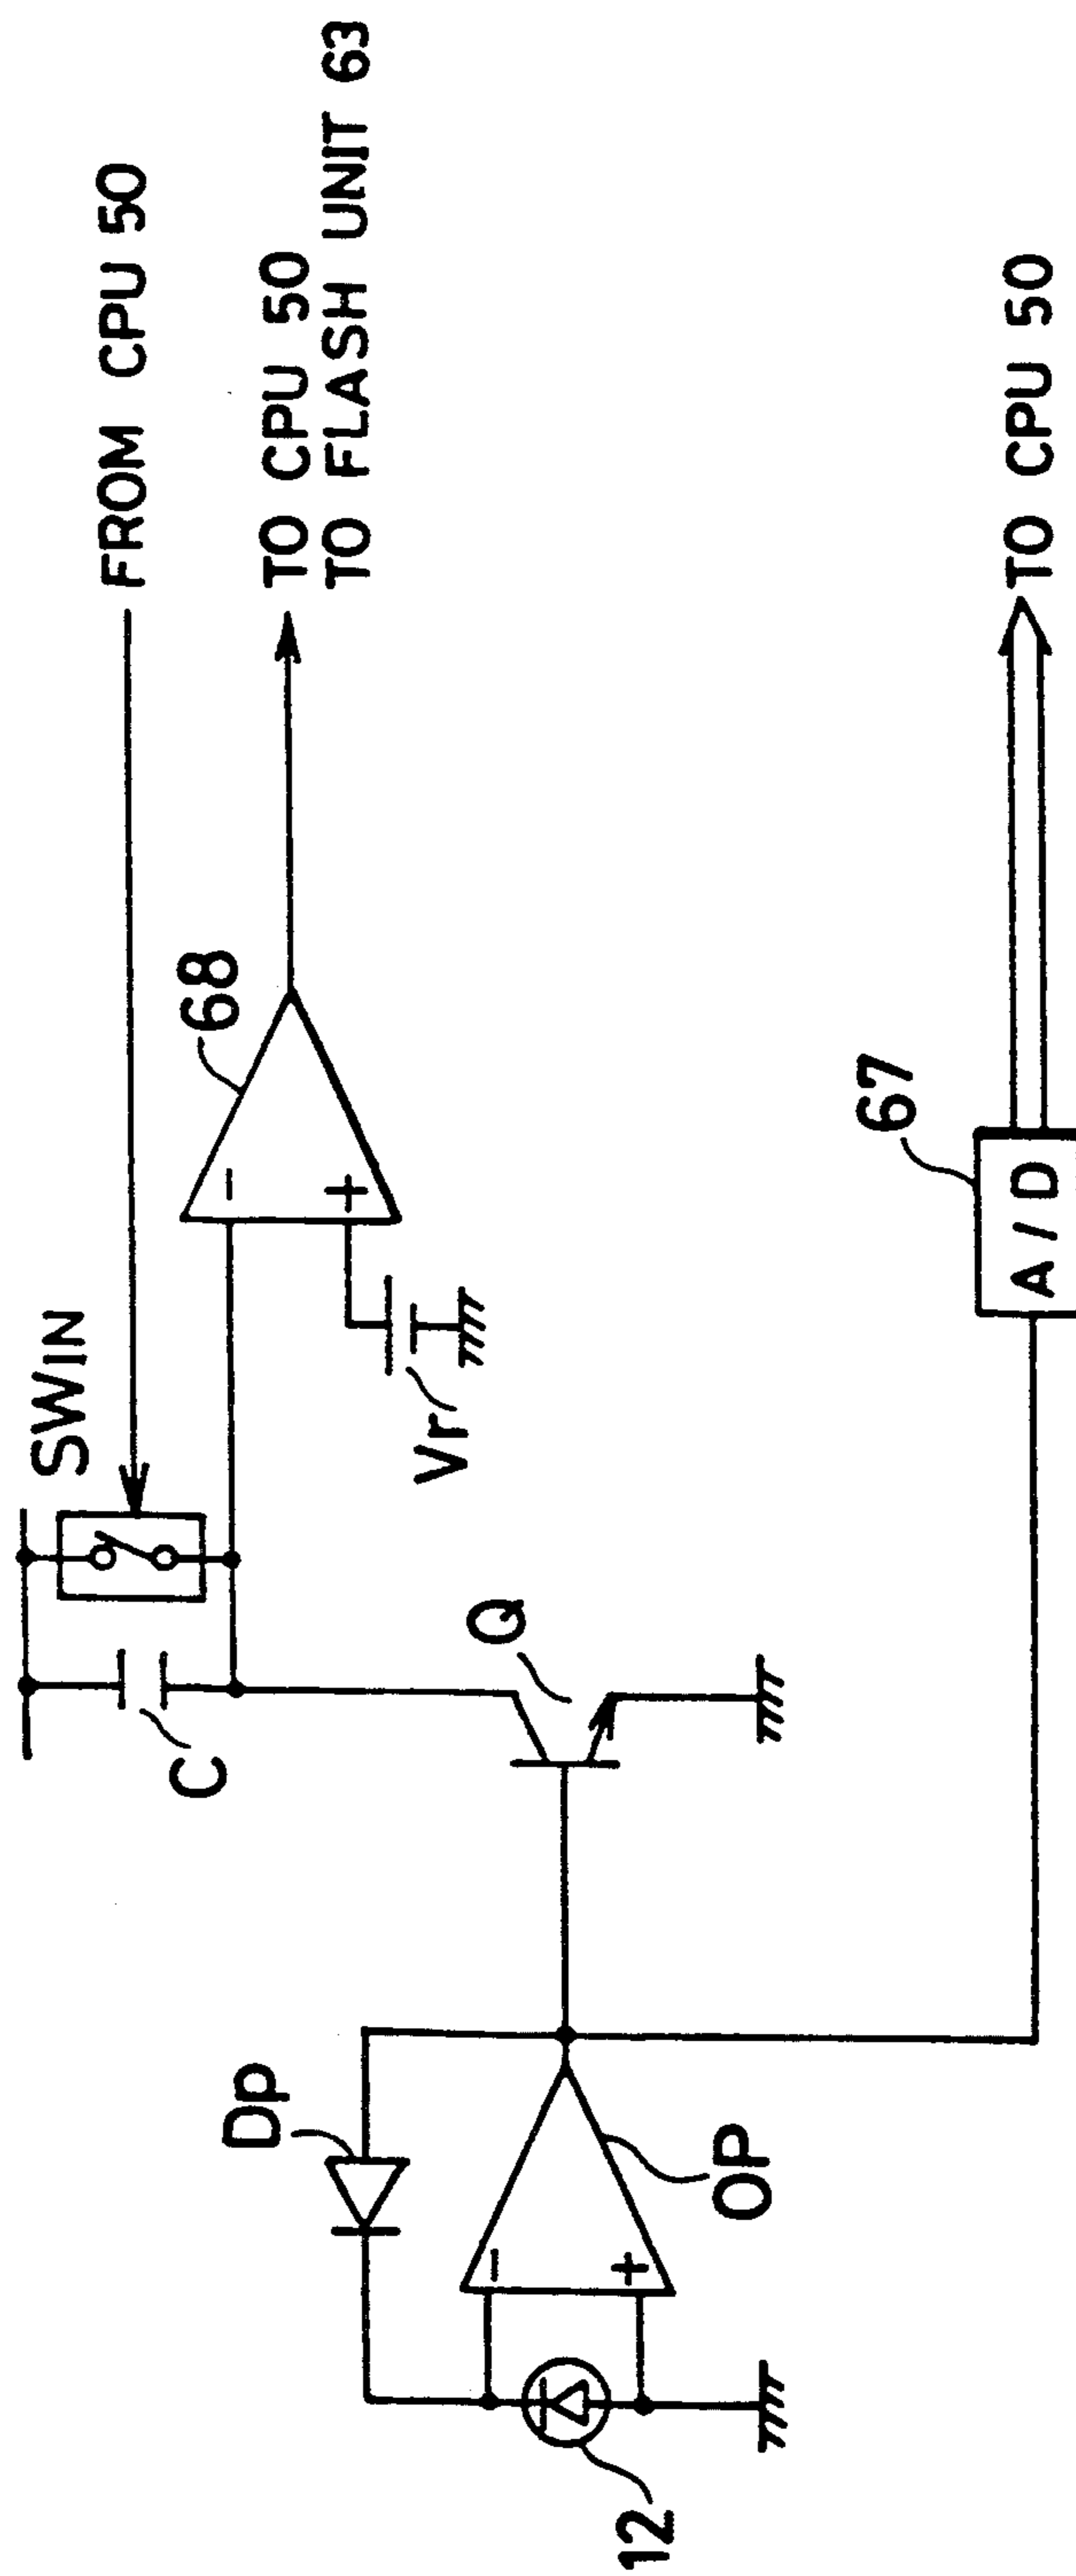 SWIN
FROM CPU 50
C
68
-
+
TO CPU 50
TO FLASH UNIT 63
Vr
Dp
Q
-
+
OP
12
67
A/D
TO CPU 50